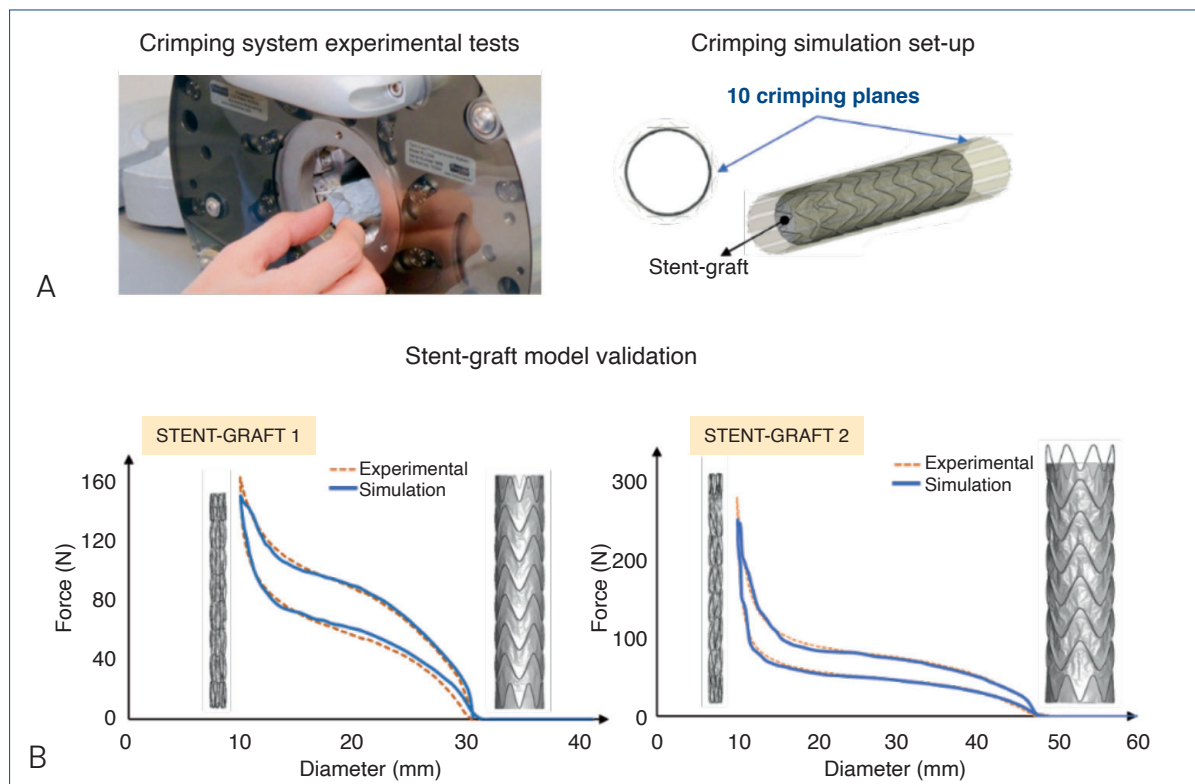 Crimping system experimental tests
Crimping simulation set-up
10 crimping planes
Stent-graft
A
Stent-graft model validation
STENT-GRAFT 1
Experimental
Simulation
160
120
80
40
0
Force (N)
0 10 20 30 40
Diameter (mm)
STENT-GRAFT 2
Experimental
Simulation
300
200
100
0
Force (N)
0 10 20 30 40 50 60
Diameter (mm)
B